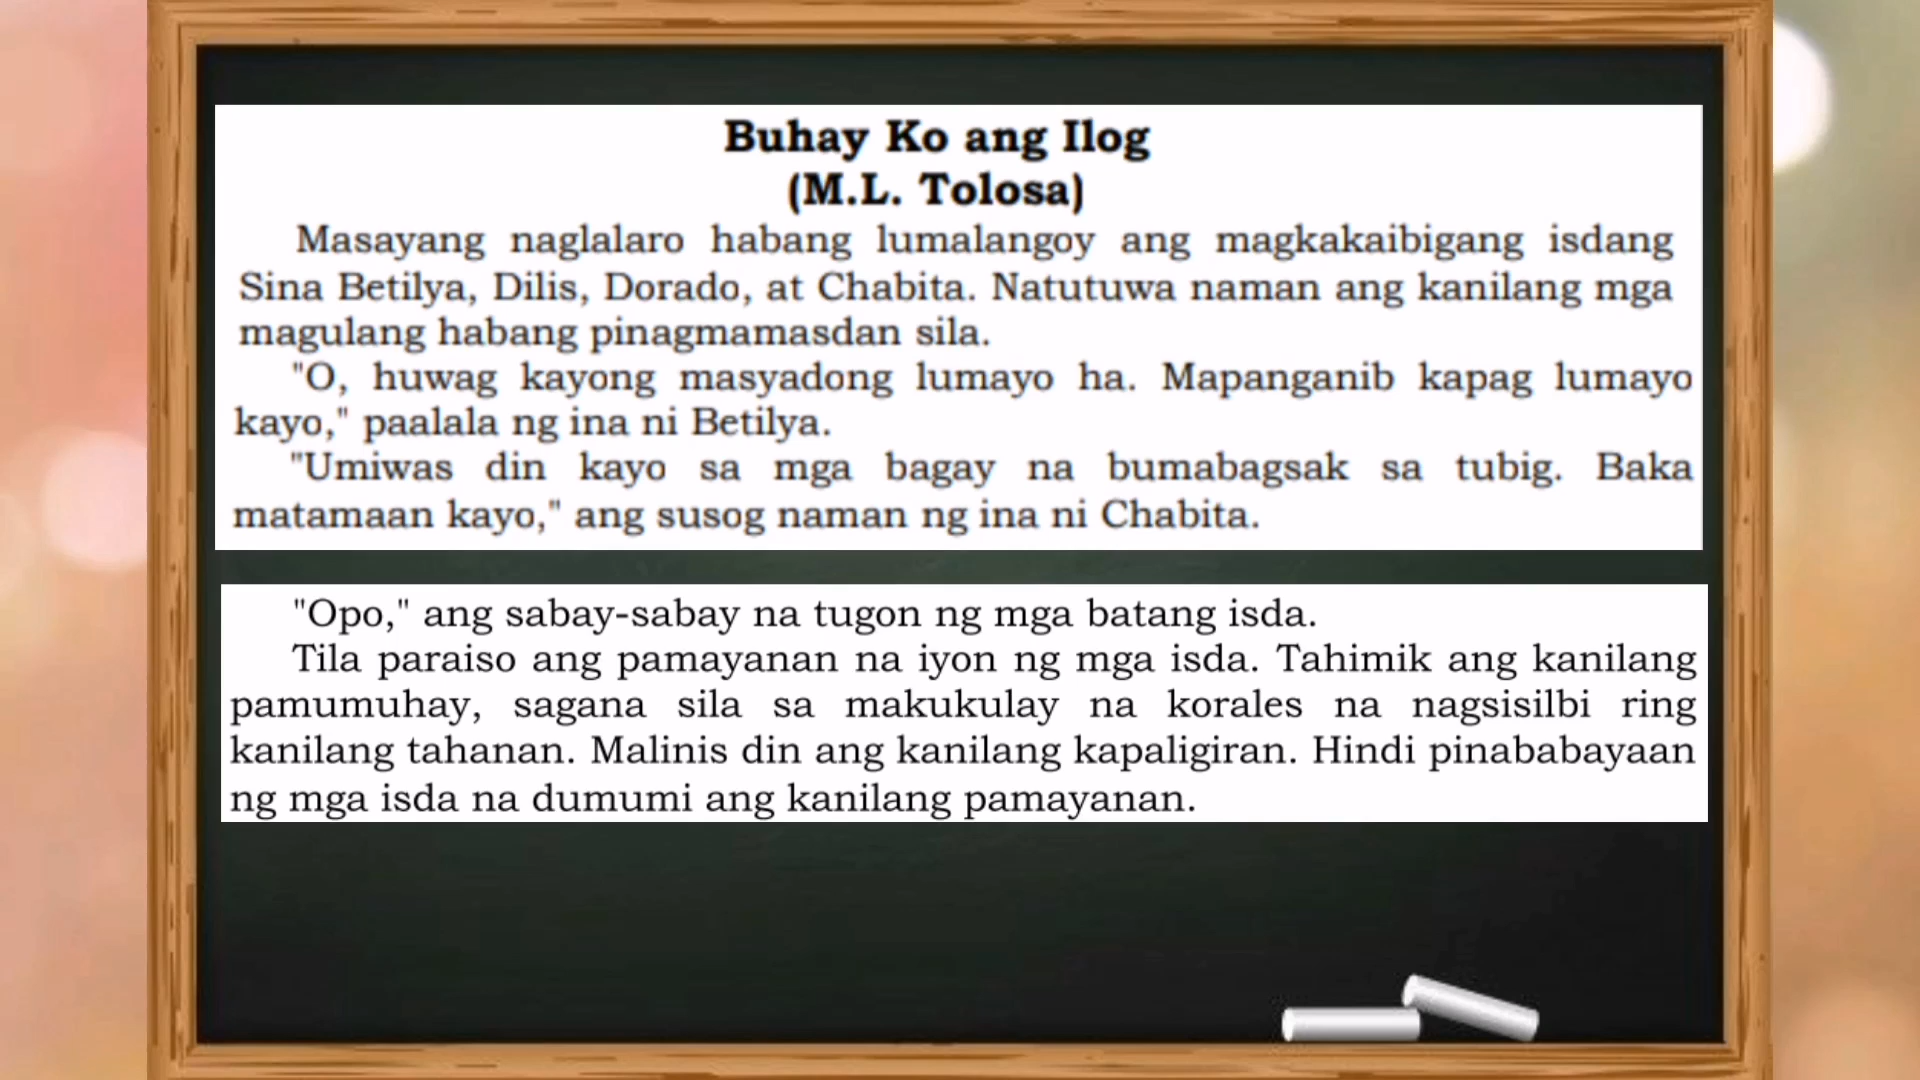 Buhay Ko ang Ilog
(M.L. Tolosa)
Masayang naglalaro habang lumalangoy ang magkakaibigang isdang
Sina Betilya, Dilis, Dorado, at Chabita. Natutuwa naman ang kanilang mga
magulang habang pinagmamasdan sila.
"O, huwag kayong masyadong lumayo ha. Mapanganib kapag lumayo
kayo," paalala ng ina ni Betilya.
"Umiwas din kayo sa mga bagay na bumabagsak sa tubig. Baka
matamaan kayo," ang susog naman ng ina ni Chabita.
"Opo," ang sabay-sabay na tugon ng mga batang isda.
Tila paraiso ang pamayanan na iyon ng mga isda. Tahimik ang kanilang
pamumuhay, sagana sila sa makukulay na korales na nagsisilbi ring
kanilang tahanan. Malinis din ang kanilang kapaligiran. Hindi pinababayaan
ng mga isda na dumumi ang kanilang pamayanan.